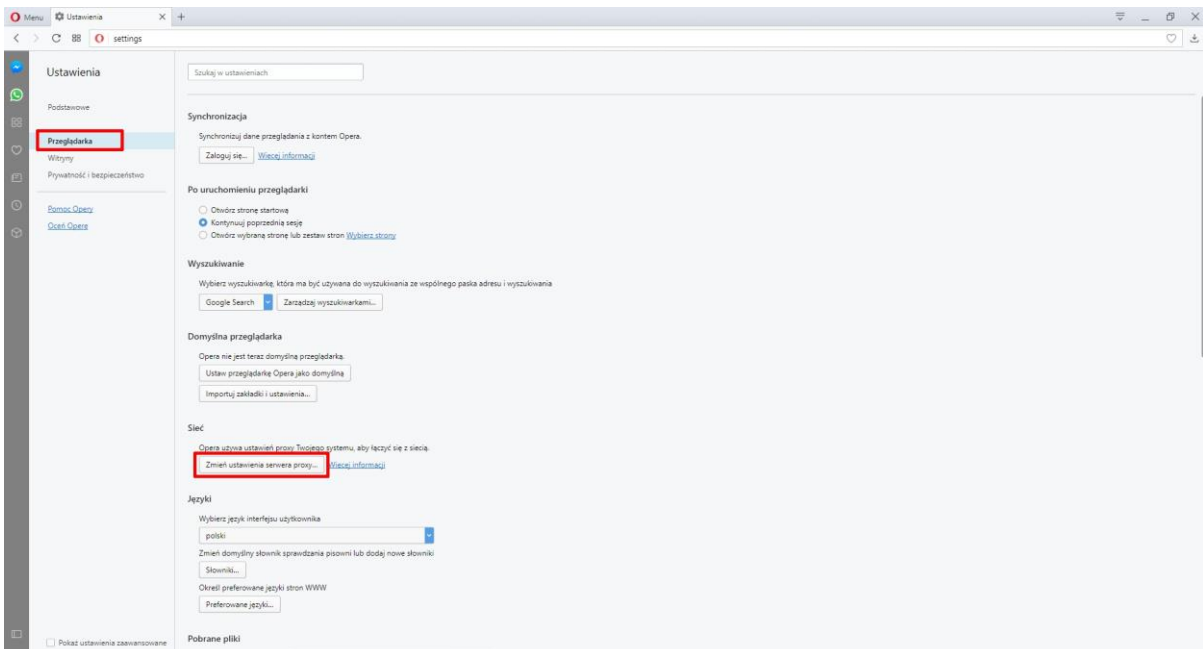 Menu
Ustawienia
settings
Ustawienia
Szukaj w ustawieniach
Podstawowe
Przeglądarka
Witryny
Prywatność i bezpieczeństwo
Pomoc Opery
Oceń Operę
Synchronizacja
Synchronizuj dane przeglądania z kontem Opera.
Zaloguj się... Więcej informacji
Po uruchomieniu przeglądarki
Otwórz stronę startową
Kontynuuj poprzednią sesję
Otwórz wybraną stronę lub zestaw stron Wybierz strony
Wyszukiwanie
Wybierz wyszukiwarkę, która ma być używana do wyszukiwania ze wspólnego paska adresu i wyszukiwania
Google Search Zarządzaj wyszukiwarkami...
Domyślna przeglądarka
Opera nie jest teraz domyślną przeglądarką.
Ustaw przeglądarkę Opera jako domyślną
Importuj zakładki i ustawienia...
Sieć
Opera używa ustawień proxy Twojego systemu, aby łączyć się z siecią.
Zmień ustawienia serwera proxy... Więcej informacji
Języki
Wybierz język interfejsu użytkownika
polski
Zmień domyślny słownik sprawdzania pisowni lub dodaj nowe słowniki
Słowniki...
Określ preferowane języki stron WWW
Preferowane języki...
Pokaż ustawienia zaawansowane
Pobrane pliki